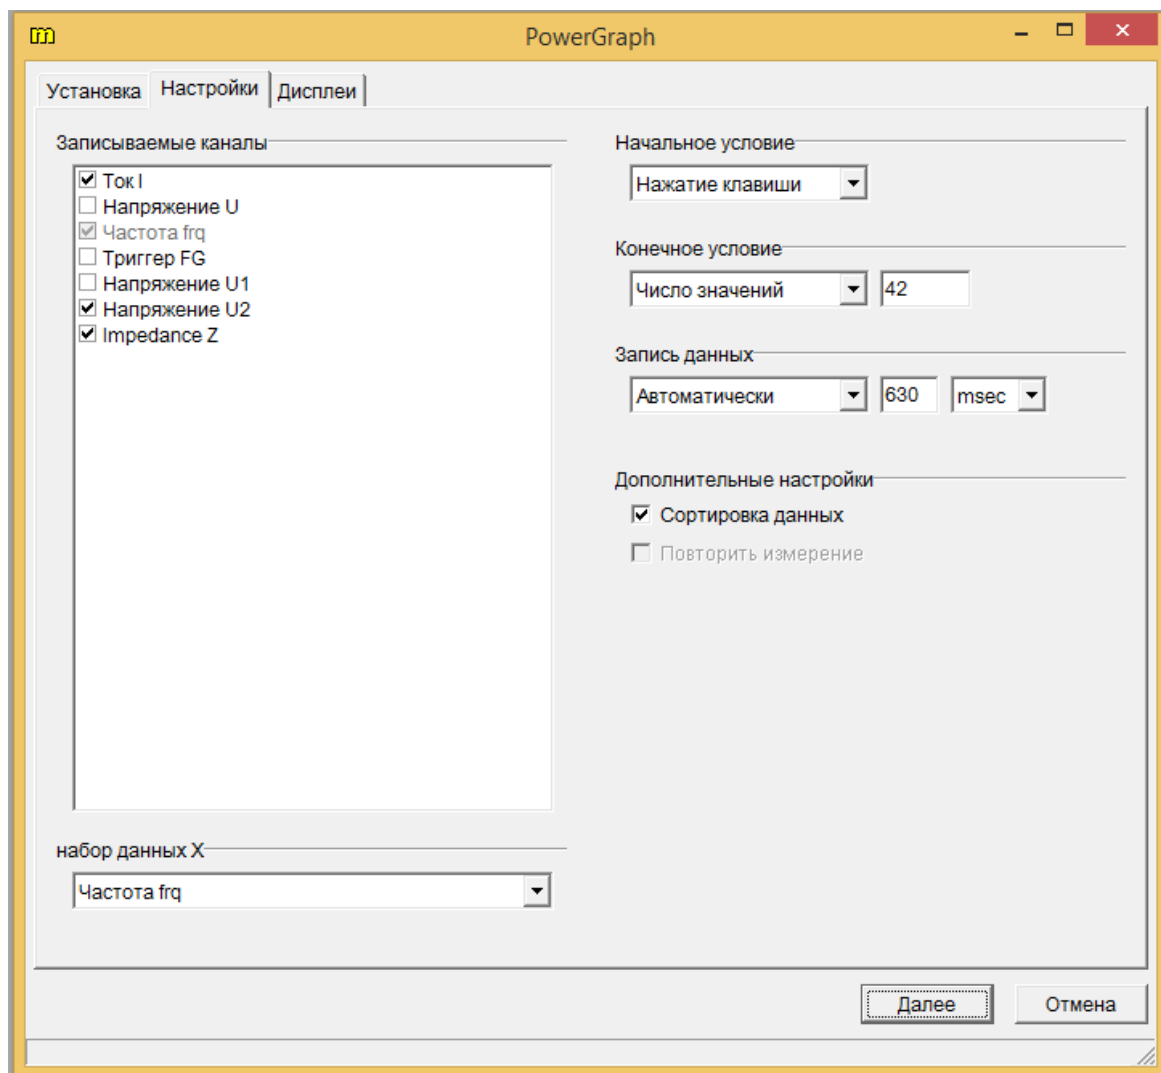 PowerGraph
Установка Настройки Дисплеи
Записываемые каналы
Ток I
Напряжение U
Частота frq
Триггер FG
Напряжение U1
Напряжение U2
Impedance Z
набор данных X
Частота frq
Начальное условие
Нажатие клавиши
Конечное условие
Число значений 42
Запись данных
Автоматически 630 msec
Дополнительные настройки
Сортировка данных
Повторить измерение
Далее Отмена